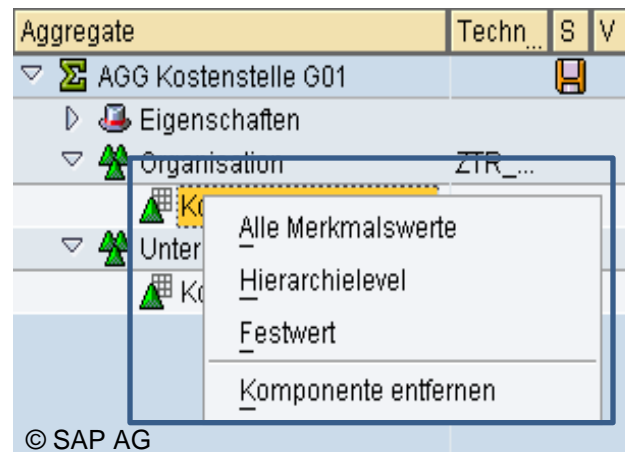 Aggregate Techn... S V
AGG Kostenstelle G01
Eigenschaften
Organisation ZTR_...
Alle Merkmalswerte
Hierarchielevel
Festwert
Komponente entfernen
© SAP AG